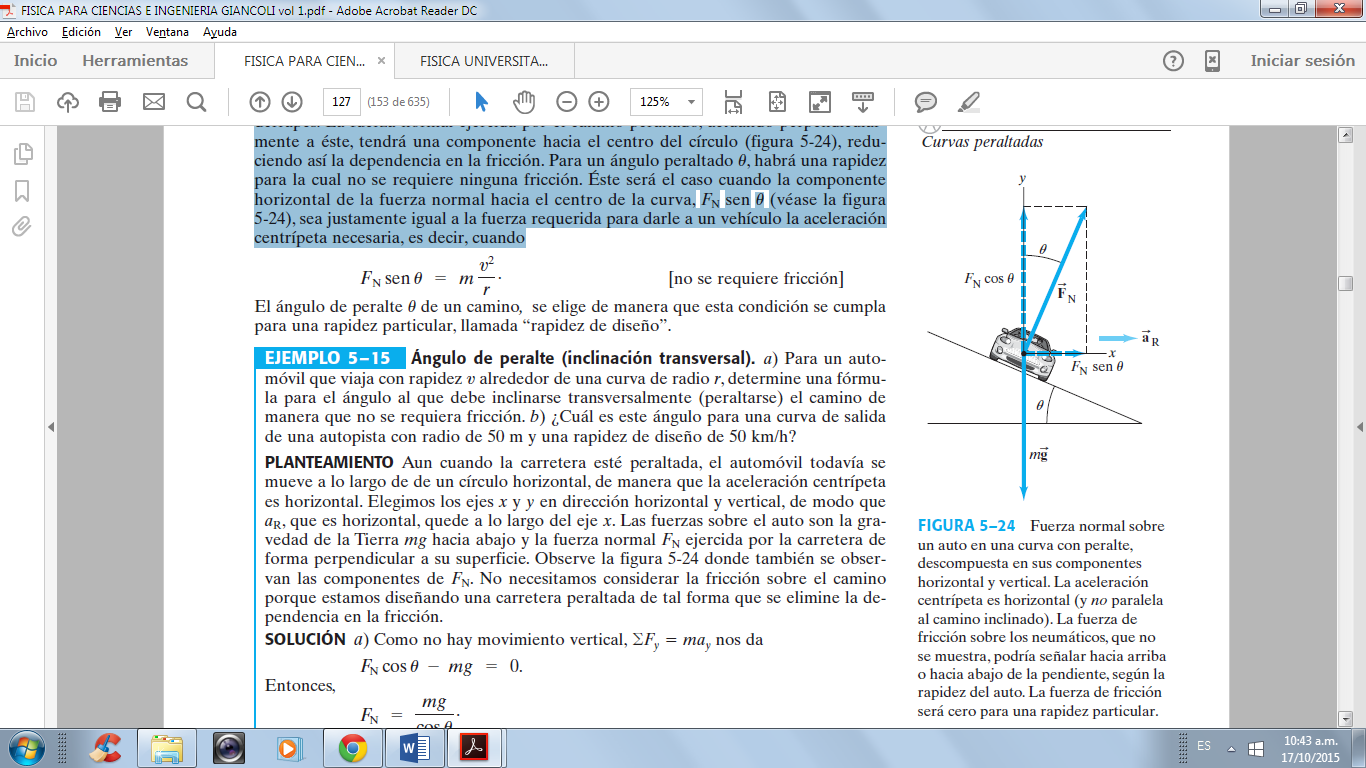 FISICA PARA CIENCIAS E INGENIERIA GIANCOLI vol 1.pdf - Adobe Acrobat Reader DC
Archivo Edición Ver Ventana Ayuda
Inicio Herramientas FISICA PARA CIEN... × FISICA UNIVERSITA... Iniciar sesión
127 (153 de 635) 125%
mente a éste, tendrá una componente hacia el centro del círculo (figura 5-24), redu-
ciendo así la dependencia en la fricción. Para un ángulo peraltado θ, habrá una rapidez
para la cual no se requiere ninguna fricción. Éste será el caso cuando la componente
horizontal de la fuerza normal hacia el centro de la curva, FN sen θ (véase la figura
5-24), sea justamente igual a la fuerza requerida para darle a un vehículo la aceleración
centrípeta necesaria, es decir, cuando
FN sen θ = m v²/r. [no se requiere fricción]
El ángulo de peralte θ de un camino, se elige de manera que esta condición se cumpla
para una rapidez particular, llamada “rapidez de diseño”.
EJEMPLO 5–15 Ángulo de peralte (inclinación transversal). a) Para un auto-
móvil que viaja con rapidez v alrededor de una curva de radio r, determine una fórmu-
la para el ángulo al que debe inclinarse transversalmente (peraltarse) el camino de
manera que no se requiera fricción. b) ¿Cuál es este ángulo para una curva de salida
de una autopista con radio de 50 m y una rapidez de diseño de 50 km/h?
PLANTEAMIENTO Aun cuando la carretera esté peraltada, el automóvil todavía se
mueve a lo largo de de un círculo horizontal, de manera que la aceleración centrípeta
es horizontal. Elegimos los ejes x y y en dirección horizontal y vertical, de modo que
aR, que es horizontal, quede a lo largo del eje x. Las fuerzas sobre el auto son la gra-
vedad de la Tierra mg hacia abajo y la fuerza normal FN ejercida por la carretera de
forma perpendicular a su superficie. Observe la figura 5-24 donde también se obser-
van las componentes de FN. No necesitamos considerar la fricción sobre el camino
porque estamos diseñando una carretera peraltada de tal forma que se elimine la de-
pendencia en la fricción.
SOLUCIÓN a) Como no hay movimiento vertical, ΣFy = may nos da
FN cos θ − mg = 0.
Entonces,
FN = mg/cos θ.
Curvas peraltadas
y
θ
FN cos θ
F⃗N
a⃗R
x
FN sen θ
θ
mg⃗
FIGURA 5–24 Fuerza normal sobre
un auto en una curva con peralte,
descompuesta en sus componentes
horizontal y vertical. La aceleración
centrípeta es horizontal (y no paralela
al camino inclinado). La fuerza de
fricción sobre los neumáticos, que no
se muestra, podría señalar hacia arriba
o hacia abajo de la pendiente, según la
rapidez del auto. La fuerza de fricción
será cero para una rapidez particular.
ES 10:43 a.m.
17/10/2015